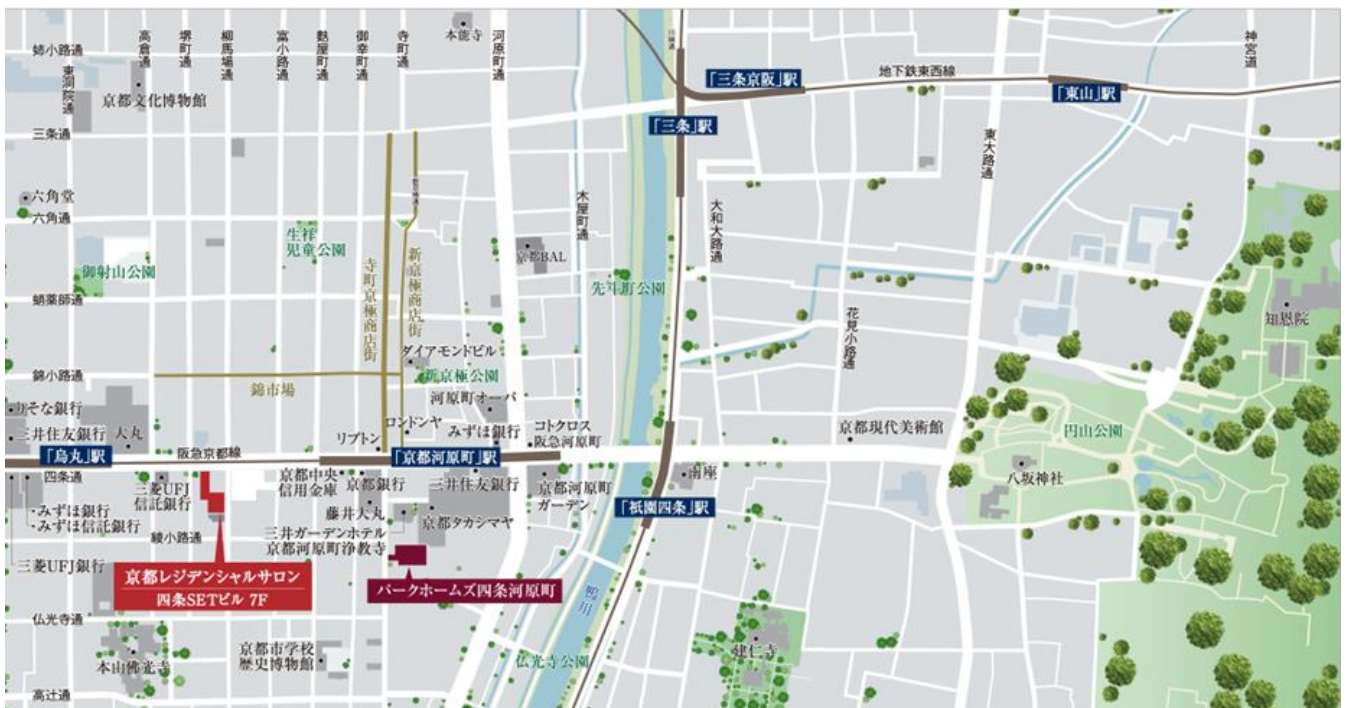 姉小路通
東洞院通
高倉通
堺町通
柳馬場通
富小路通
麩屋町通
御幸町通
寺町通
本能寺
河原町通
川端通
神宮道
京都文化博物館
「三条京阪」駅
地下鉄東西線
「東山」駅
三条通
「三条」駅
東大路通
六角堂
六角通
木屋町通
大和大路通
生祥
児童公園
御射山公園
寺町京極商店街
新京極商店街
京都BAL
先斗町公園
蛸薬師通
花見小路通
知恩院
ダイアモンドビル
新京極公園
錦小路通
錦市場
河原町オーパ
りそな銀行
三井住友銀行
大丸
ロンドンヤ
みずほ銀行
コトクロス
阪急河原町
リプトン
京都現代美術館
円山公園
「烏丸」駅
阪急京都線
「京都河原町」駅
四条通
三菱UFJ
信託銀行
京都中央
信用金庫
京都銀行
三井住友銀行
京都河原町
ガーデン
南座
八坂神社
みずほ銀行
みずほ信託銀行
藤井大丸
京都タカシマヤ
「祇園四条」駅
綾小路通
三井ガーデンホテル
京都河原町浄教寺
三菱UFJ銀行
京都レジデンシャルサロン
四条SETビル 7F
パークホームズ四条河原町
鴨川
仏光寺通
本山佛光寺
京都市学校
歴史博物館
仏光寺公園
建仁寺
高辻通